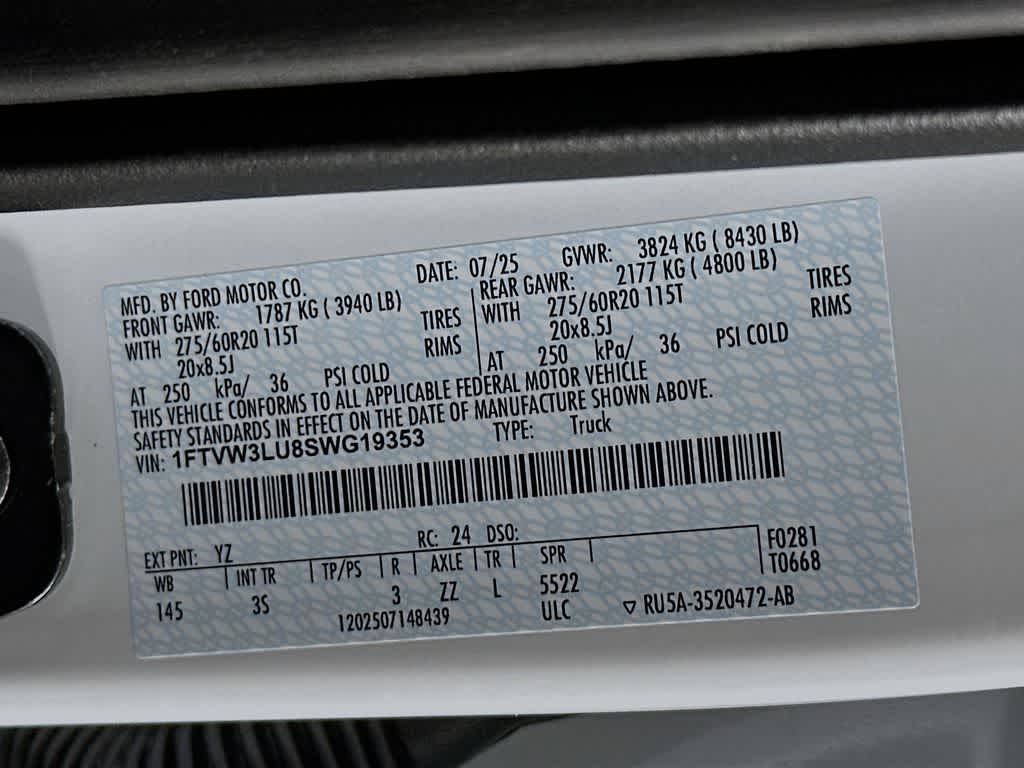 MFD. BY FORD MOTOR CO. DATE: 07/25 GVWR: 3824 KG ( 8430 LB)
FRONT GAWR: 1787 KG ( 3940 LB) REAR GAWR: 2177 KG ( 4800 LB)
WITH 275/60R20 115T TIRES WITH 275/60R20 115T TIRES
20x8.5J RIMS 20x8.5J RIMS
AT 250 kPa/ 36 PSI COLD AT 250 kPa/ 36 PSI COLD
THIS VEHICLE CONFORMS TO ALL APPLICABLE FEDERAL MOTOR VEHICLE
SAFETY STANDARDS IN EFFECT ON THE DATE OF MANUFACTURE SHOWN ABOVE.
VIN: 1FTVW3LU8SWG19353 TYPE: Truck
EXT PNT: YZ RC: 24 DSO: F0281
WB INT TR TP/PS R AXLE TR SPR T0668
145 3S 3 ZZ L 5522
1202507148439 ULC ▽ RU5A-3520472-AB